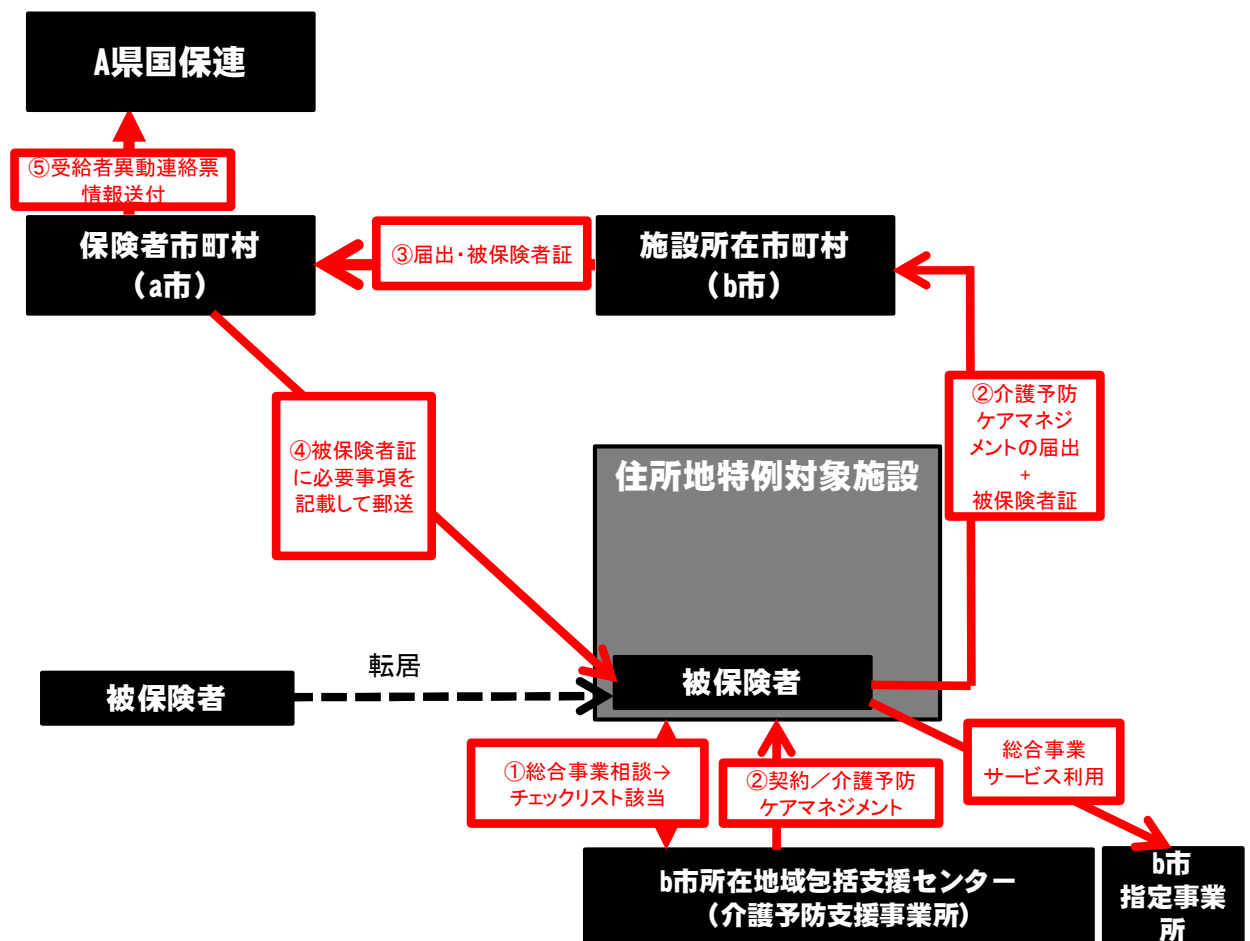 A県国保連
⑤受給者異動連絡票
情報送付
保険者市町村
（a市）
③届出・被保険者証
施設所在市町村
（b市）
②介護予防
ケアマネジ
メントの届出
+
被保険者証
④被保険者証
に必要事項を
記載して郵送
住所地特例対象施設
転居
被保険者
被保険者
①総合事業相談→
チェックリスト該当
②契約／介護予防
ケアマネジメント
総合事業
サービス利用
b市所在地域包括支援センター
（介護予防支援事業所）
b市
指定事業
所